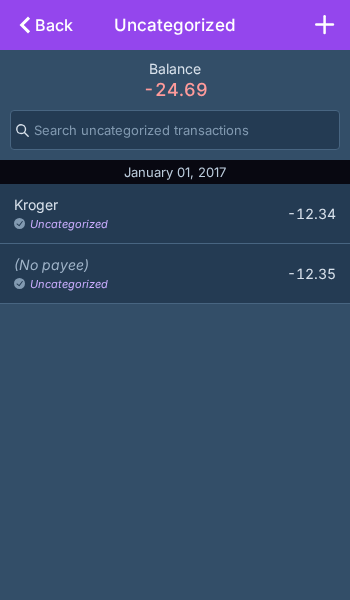 Back
Uncategorized
Balance
-24.69
Search uncategorized transactions
January 01, 2017
Kroger
-12.34
Uncategorized
(No payee)
-12.35
Uncategorized